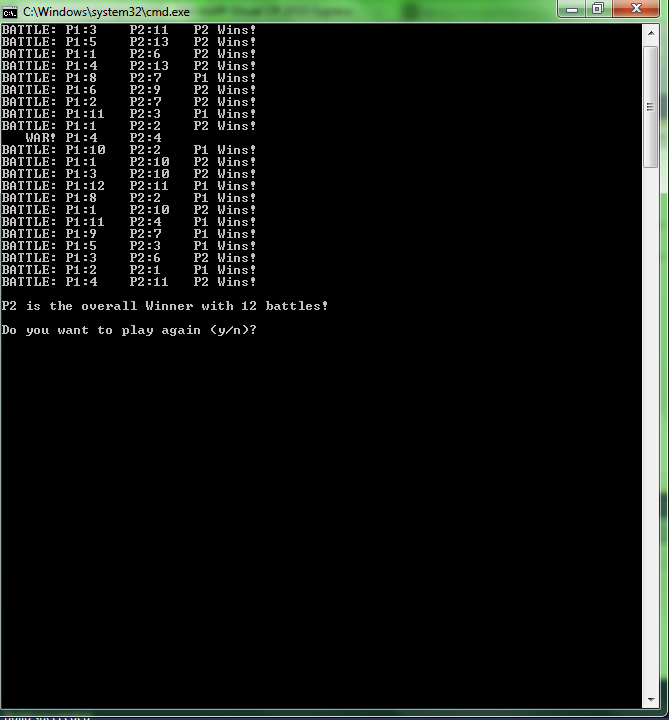 C:\Windows\system32\cmd.exe
BATTLE: P1:3 P2:11 P2 Wins!
BATTLE: P1:5 P2:13 P2 Wins!
BATTLE: P1:1 P2:6 P2 Wins!
BATTLE: P1:4 P2:13 P2 Wins!
BATTLE: P1:8 P2:7 P1 Wins!
BATTLE: P1:6 P2:9 P2 Wins!
BATTLE: P1:2 P2:7 P2 Wins!
BATTLE: P1:11 P2:3 P1 Wins!
BATTLE: P1:1 P2:2 P2 Wins!
WAR! P1:4 P2:4
BATTLE: P1:10 P2:2 P1 Wins!
BATTLE: P1:1 P2:10 P2 Wins!
BATTLE: P1:3 P2:10 P2 Wins!
BATTLE: P1:12 P2:11 P1 Wins!
BATTLE: P1:8 P2:2 P1 Wins!
BATTLE: P1:1 P2:10 P2 Wins!
BATTLE: P1:11 P2:4 P1 Wins!
BATTLE: P1:9 P2:7 P1 Wins!
BATTLE: P1:5 P2:3 P1 Wins!
BATTLE: P1:3 P2:6 P2 Wins!
BATTLE: P1:2 P2:1 P1 Wins!
BATTLE: P1:4 P2:11 P2 Wins!
P2 is the overall Winner with 12 battles!
Do you want to play again (y/n)?